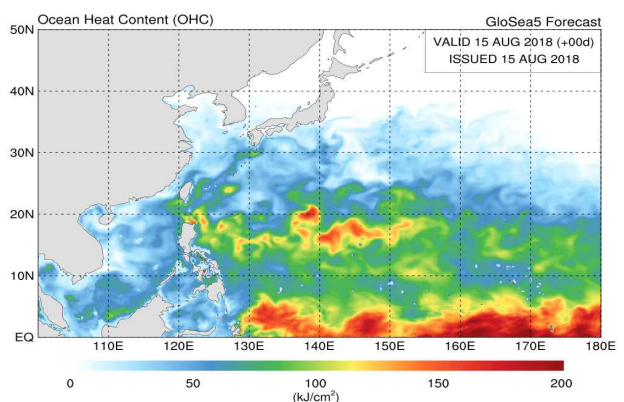 Ocean Heat Content (OHC) GloSea5 Forecast
VALID 15 AUG 2018 (+00d)
ISSUED 15 AUG 2018
50N
40N
30N
20N
10N
EQ
110E 120E 130E 140E 150E 160E 170E 180E
0 50 100 150 200
(kJ/cm²)